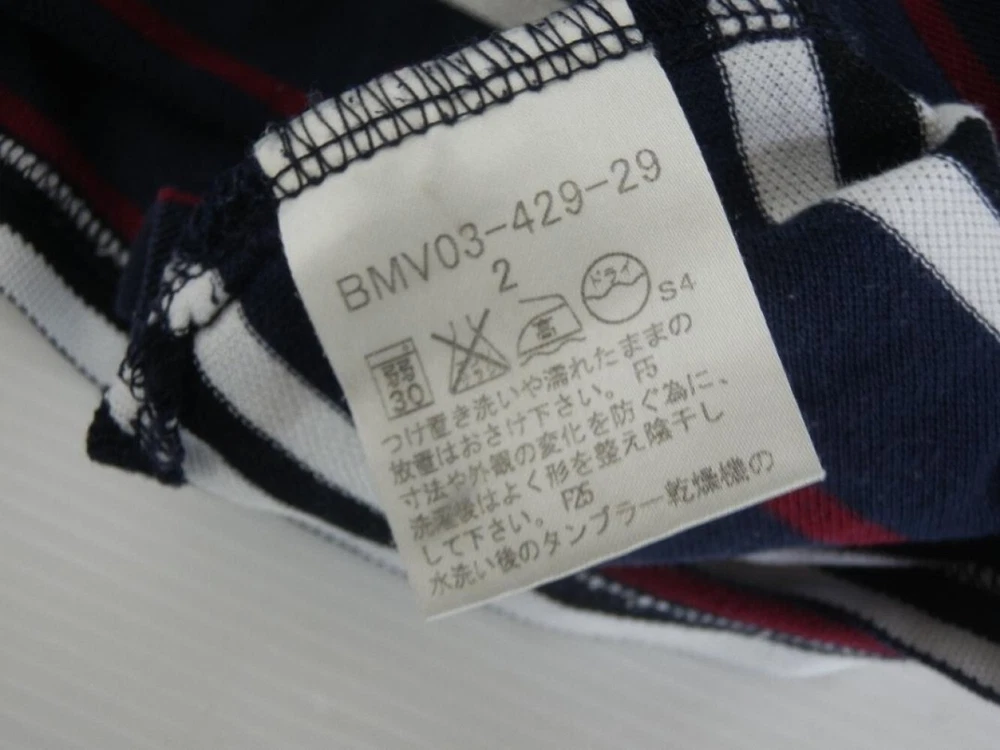 BMV03-429-29
2
弱
30
高
ドライ
S4
つけ置き洗いや濡れたままの
放置はおさけ下さい。 F5
寸法や外観の変化を防ぐ為に、
洗濯後はよく形を整え陰干し
して下さい。 F25
水洗い後のタンブラー乾燥機の